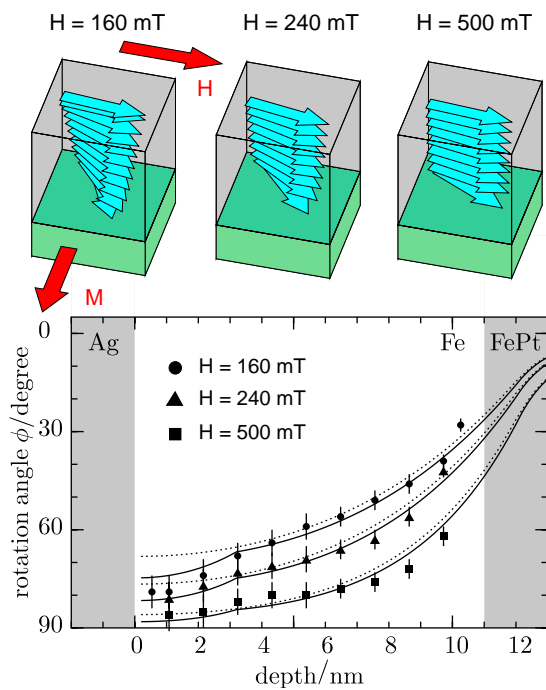 H = 160 mT H = 240 mT H = 500 mT
H
M
0
30
60
90
rotation angle ϕ/degree
Ag Fe FePt
H = 160 mT
H = 240 mT
H = 500 mT
0 2 4 6 8 10 12
depth/nm